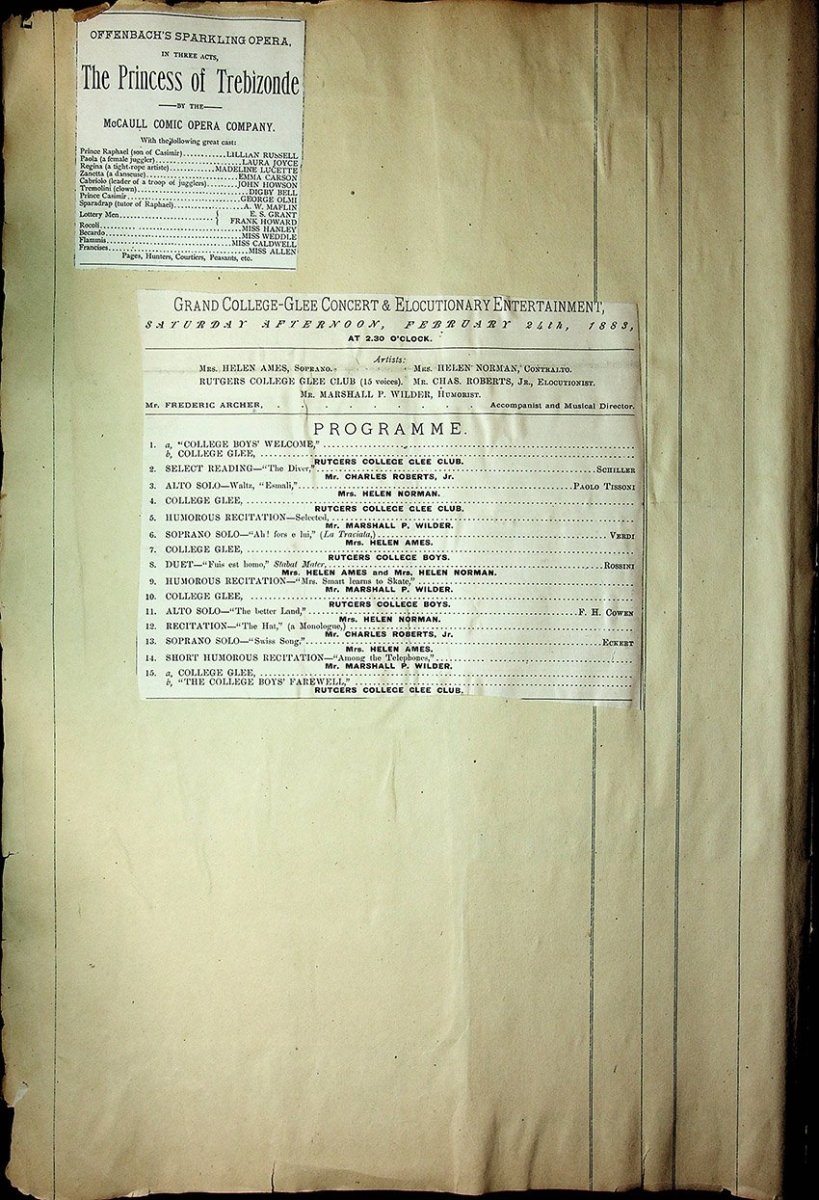 OFFENBACH'S SPARKLING OPERA,
IN THREE ACTS,
The Princess of Trebizonde
—BY THE—
McCAULL COMIC OPERA COMPANY.
With the following great cast:
Prince Raphael (son of Casimir)............LILLIAN RUSSELL
Paola (a female juggler)............LAURA JOYCE
Regina (a tight-rope artiste)............MADELINE LUCETTE
Zanetta (a danseuse)............EMMA CARSON
Cabriolo (leader of a troop of jugglers)............JOHN HOWSON
Tremolini (clown)............DIGBY BELL
Prince Casimir............GEORGE OLMI
Sparadrap (tutor of Raphael)............A. W. MAFLIN
Lottery Men............{ E. S. GRANT
{ FRANK HOWARD
Rocoli............MISS HANLEY
Becardo............MISS WEDDLE
Flammis............MISS CALDWELL
Francises............MISS ALLEN
Pages, Hunters, Courtiers, Peasants, etc.
GRAND COLLEGE-GLEE CONCERT & ELOCUTIONARY ENTERTAINMENT,
SATURDAY AFTERNOON, FEBRUARY 24th, 1883,
AT 2.30 O'CLOCK.
Artists:
MRS. HELEN AMES, SOPRANO. MRS. HELEN NORMAN, CONTRALTO.
RUTGERS COLLEGE GLEE CLUB (15 voices). MR. CHAS. ROBERTS, JR., ELOCUTIONIST.
MR. MARSHALL P. WILDER, HUMORIST.
Mr. FREDERIC ARCHER, . . . . . . . . . . Accompanist and Musical Director.
PROGRAMME.
1. a, "COLLEGE BOYS' WELCOME,"............
b, COLLEGE GLEE,............
RUTGERS COLLEGE GLEE CLUB.
2. SELECT READING—"The Diver,"............SCHILLER
Mr. CHARLES ROBERTS, Jr.
3. ALTO SOLO—Waltz, "Esmali,"............PAOLO TISSONI
Mrs. HELEN NORMAN.
4. COLLEGE GLEE,............
RUTGERS COLLEGE GLEE CLUB.
5. HUMOROUS RECITATION—Selected,............
Mr. MARSHALL P. WILDER.
6. SOPRANO SOLO—"Ah! fors e lui," (La Traciata,)............VERDI
Mrs. HELEN AMES.
7. COLLEGE GLEE,............
RUTGERS COLLEGE BOYS.
8. DUET—"Fuis est homo," Stabat Mater,............ROSSINI
Mrs. HELEN AMES and Mrs. HELEN NORMAN.
9. HUMOROUS RECITATION—"Mrs. Smart learns to Skate,"............
Mr. MARSHALL P. WILDER.
10. COLLEGE GLEE, ............
RUTGERS COLLEGE BOYS.
11. ALTO SOLO—"The better Land,"............F. H. COWEN
Mrs. HELEN NORMAN.
12. RECITATION—"The Hat," (a Monologue,)............
Mr. CHARLES ROBERTS, Jr.
13. SOPRANO SOLO—"Swiss Song."............ECKERT
Mrs. HELEN AMES.
14. SHORT HUMOROUS RECITATION—"Among the Telephones,"............
Mr. MARSHALL P. WILDER.
15. a, COLLEGE GLEE,............
b, "THE COLLEGE BOYS' FAREWELL,"............
RUTGERS COLLEGE GLEE CLUB.